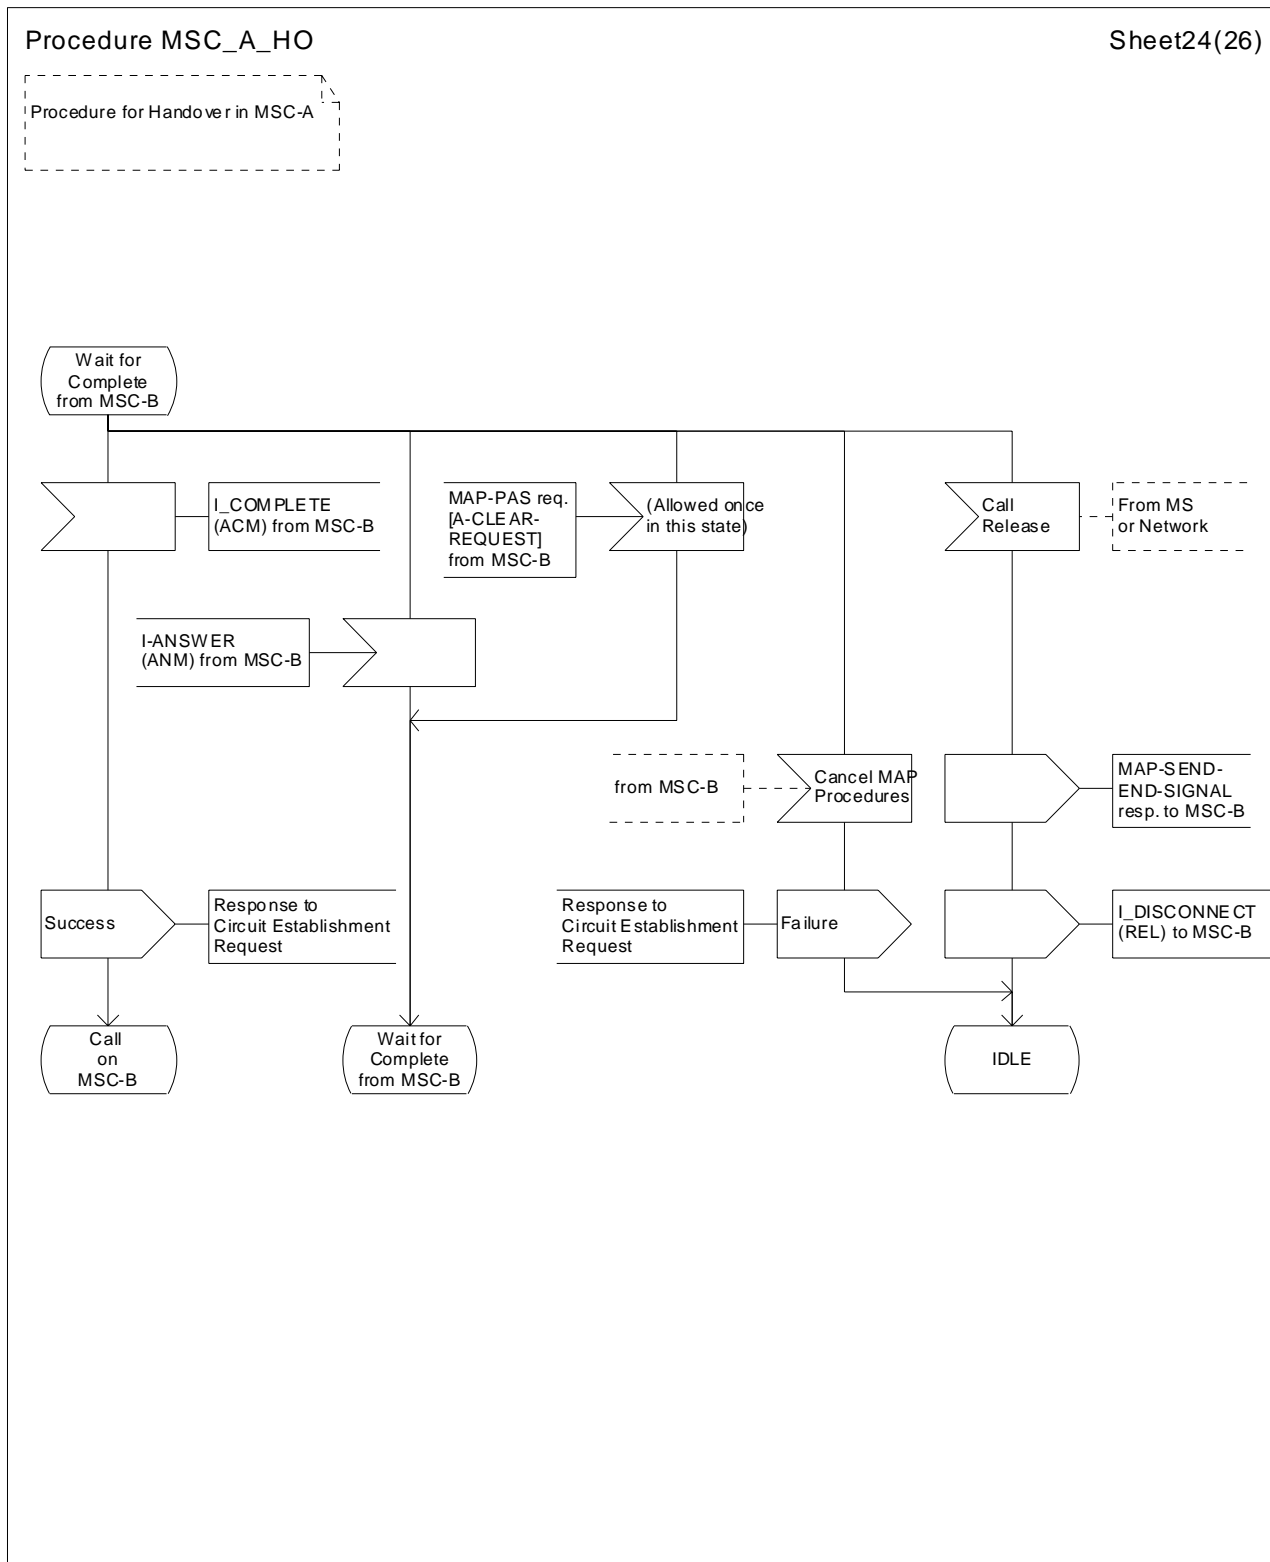 Procedure MSC_A_HO
Sheet24(26)
Procedure for Handover in MSC-A
Wait for
Complete
from MSC-B
I_COMPLETE
(ACM) from MSC-B
MAP-PAS req.
[A-CLEAR-
REQUEST]
from MSC-B
(Allowed once
in this state)
Call
Release
From MS
or Network
I-ANSWER
(ANM) from MSC-B
from MSC-B
Cancel MAP
Procedures
MAP-SEND-
END-SIGNAL
resp. to MSC-B
Success
Response to
Circuit Establishment
Request
Response to
Circuit Establishment
Request
Failure
I_DISCONNECT
(REL) to MSC-B
Call
on
MSC-B
Wait for
Complete
from MSC-B
IDLE